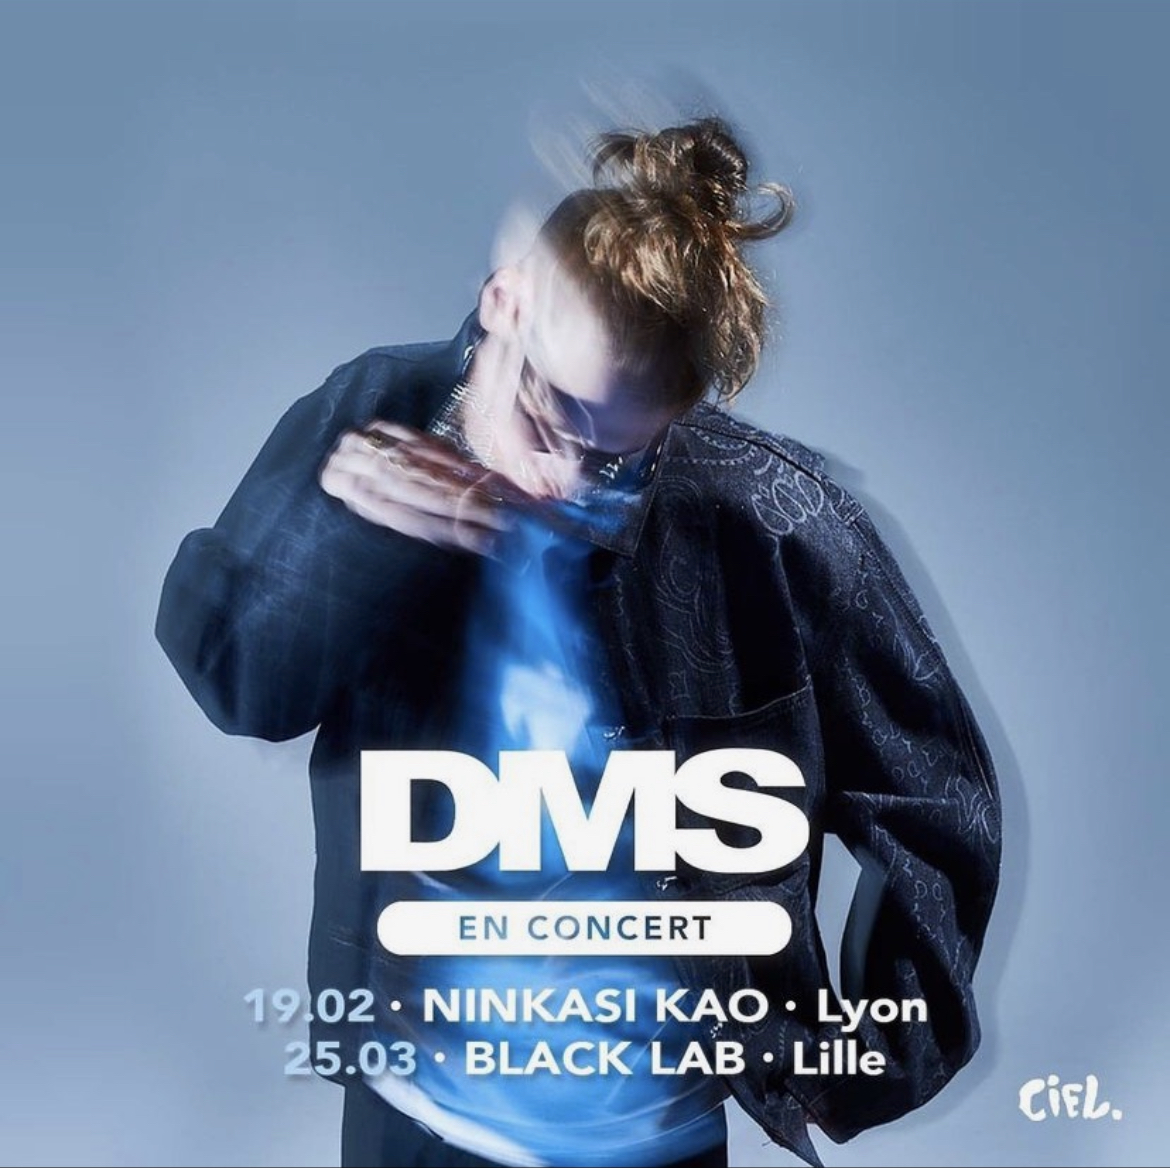 DMS
EN CONCERT
19.02 · NINKASI KAO · Lyon
25.03 · BLACK LAB · Lille
CiEL.